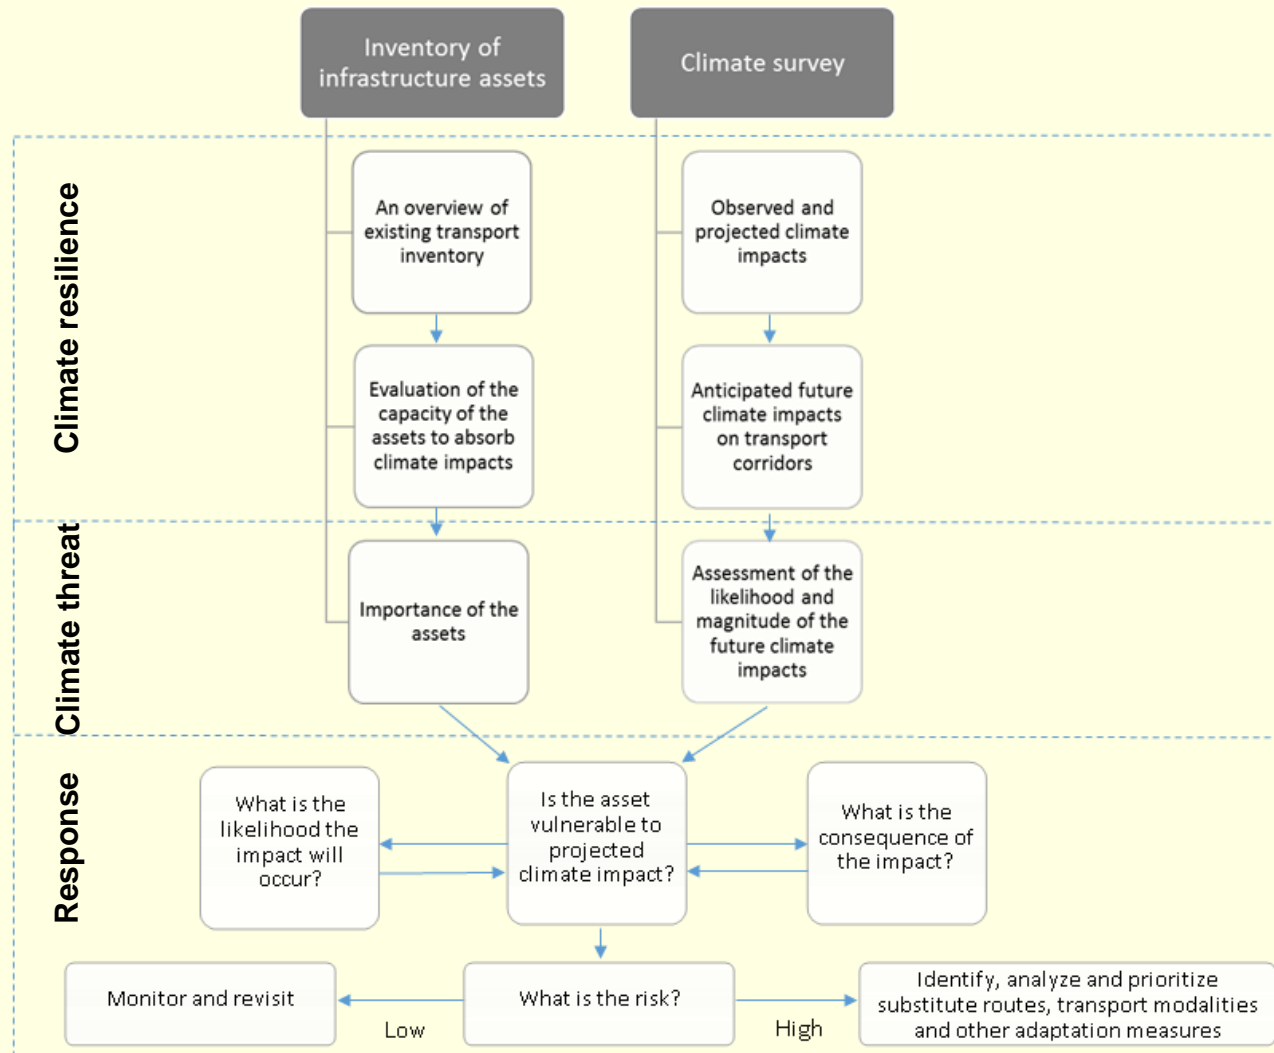 Inventory of
infrastructure assets
Climate survey
Climate resilience
An overview of
existing transport
inventory
Observed and
projected climate
impacts
Evaluation of the
capacity of the
assets to absorb
climate impacts
Anticipated future
climate impacts
on transport
corridors
Climate threat
Importance of the
assets
Assessment of the
likelihood and
magnitude of the
future climate
impacts
Response
What is the
likelihood the
impact will
occur?
Is the asset
vulnerable to
projected
climate impact?
What is the
consequence of
the impact?
Monitor and revisit
Low
What is the risk?
High
Identify, analyze and prioritize
substitute routes, transport modalities
and other adaptation measures